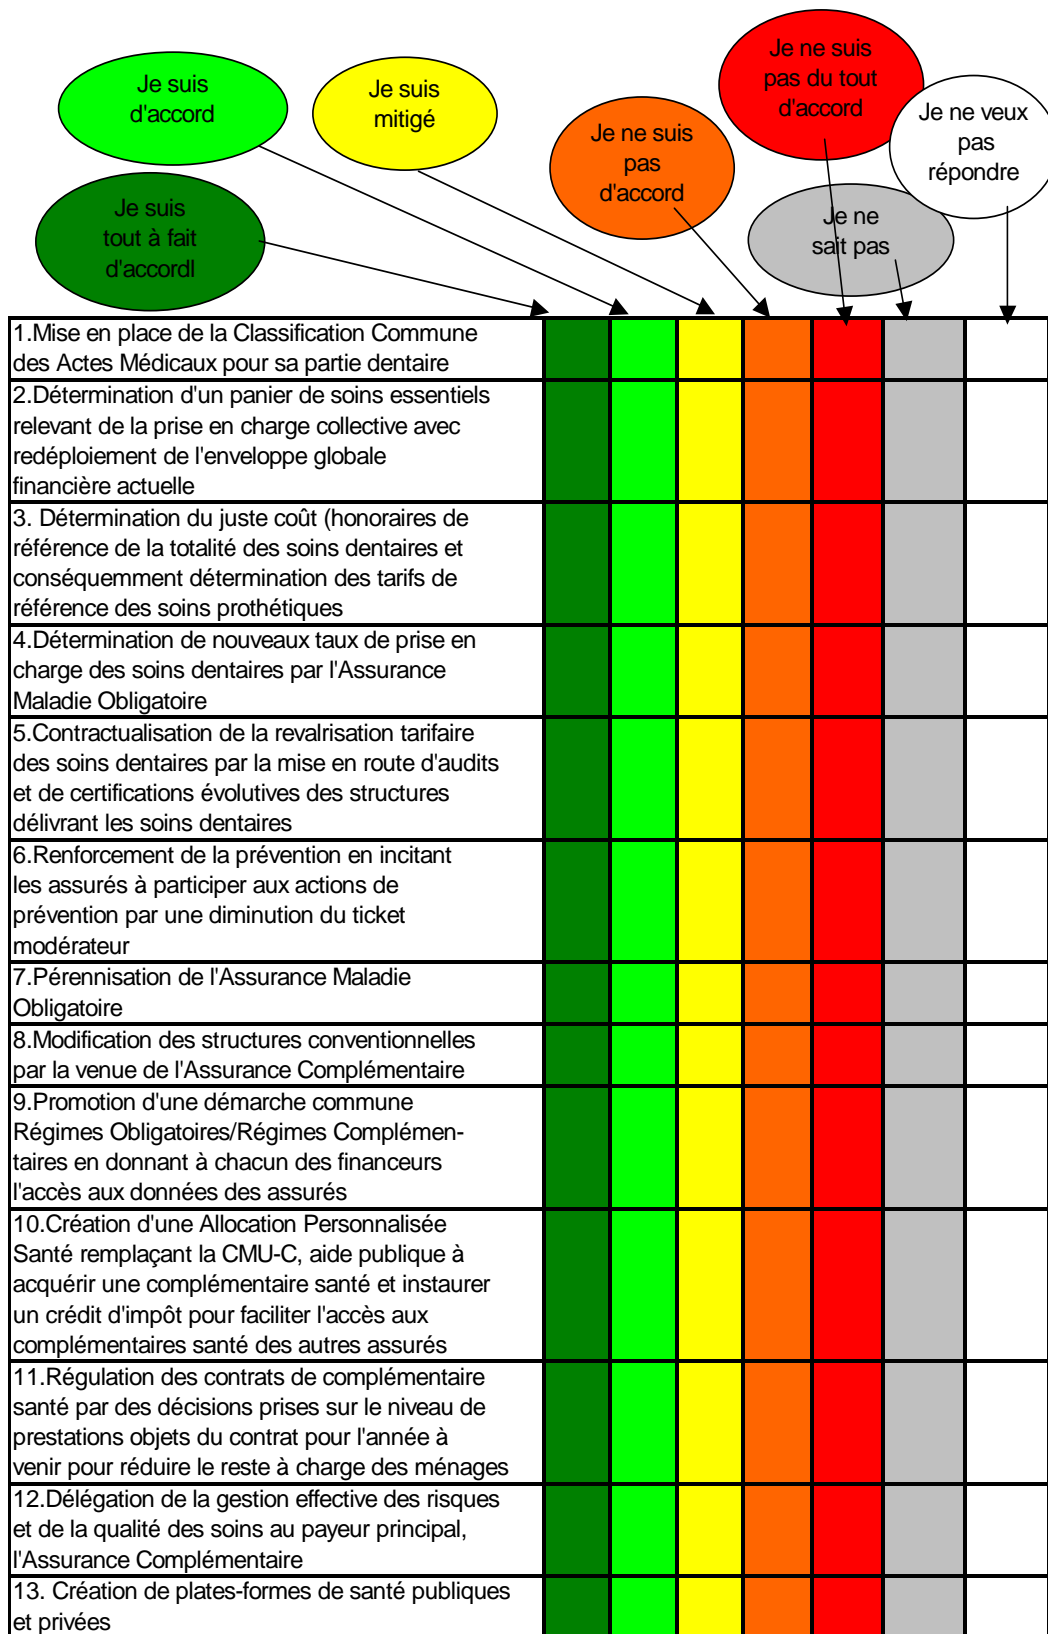 Je suis
d'accord
Je suis
mitigé
Je ne suis
pas
d'accord
Je ne suis
pas du tout
d'accord
Je ne veux
pas
répondre
Je suis
tout à fait
d'accordl
Je ne
sait pas
1.Mise en place de la Classification Commune
des Actes Médicaux pour sa partie dentaire
2.Détermination d'un panier de soins essentiels
relevant de la prise en charge collective avec
redéploiement de l'enveloppe globale
financière actuelle
3. Détermination du juste coût (honoraires de
référence de la totalité des soins dentaires et
conséquemment détermination des tarifs de
référence des soins prothétiques
4.Détermination de nouveaux taux de prise en
charge des soins dentaires par l'Assurance
Maladie Obligatoire
5.Contractualisation de la revalrisation tarifaire
des soins dentaires par la mise en route d'audits
et de certifications évolutives des structures
délivrant les soins dentaires
6.Renforcement de la prévention en incitant
les assurés à participer aux actions de
prévention par une diminution du ticket
modérateur
7.Pérennisation de l'Assurance Maladie
Obligatoire
8.Modification des structures conventionnelles
par la venue de l'Assurance Complémentaire
9.Promotion d'une démarche commune
Régimes Obligatoires/Régimes Complémen-
taires en donnant à chacun des financeurs
l'accès aux données des assurés
10.Création d'une Allocation Personnalisée
Santé remplaçant la CMU-C, aide publique à
acquérir une complémentaire santé et instaurer
un crédit d'impôt pour faciliter l'accès aux
complémentaires santé des autres assurés
11.Régulation des contrats de complémentaire
santé par des décisions prises sur le niveau de
prestations objets du contrat pour l'année à
venir pour réduire le reste à charge des ménages
12.Délégation de la gestion effective des risques
et de la qualité des soins au payeur principal,
l'Assurance Complémentaire
13. Création de plates-formes de santé publiques
et privées